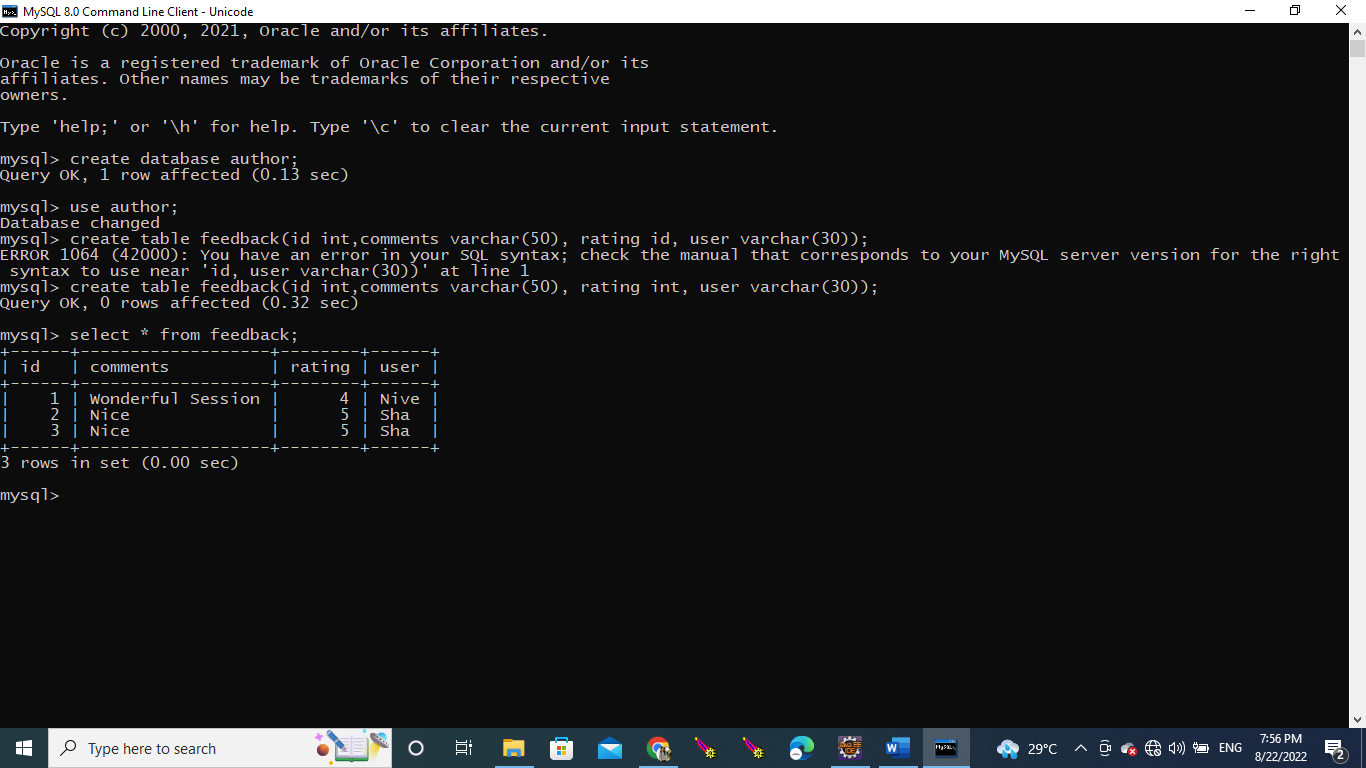 MySQL 8.0 Command Line Client - Unicode
Copyright (c) 2000, 2021, Oracle and/or its affiliates.
Oracle is a registered trademark of Oracle Corporation and/or its
affiliates. Other names may be trademarks of their respective
owners.
Type 'help;' or '\h' for help. Type '\c' to clear the current input statement.
mysql> create database author;
Query OK, 1 row affected (0.13 sec)
mysql> use author;
Database changed
mysql> create table feedback(id int,comments varchar(50), rating id, user varchar(30));
ERROR 1064 (42000): You have an error in your SQL syntax; check the manual that corresponds to your MySQL server version for the right
 syntax to use near 'id, user varchar(30))' at line 1
mysql> create table feedback(id int,comments varchar(50), rating int, user varchar(30));
Query OK, 0 rows affected (0.32 sec)
mysql> select * from feedback;
+------+-------------------+--------+------+
| id   | comments          | rating | user |
+------+-------------------+--------+------+
|    1 | Wonderful Session |      4 | Nive |
|    2 | Nice              |      5 | Sha  |
|    3 | Nice              |      5 | Sha  |
+------+-------------------+--------+------+
3 rows in set (0.00 sec)
mysql>
Type here to search
29°C
ENG
7:56 PM
8/22/2022
2